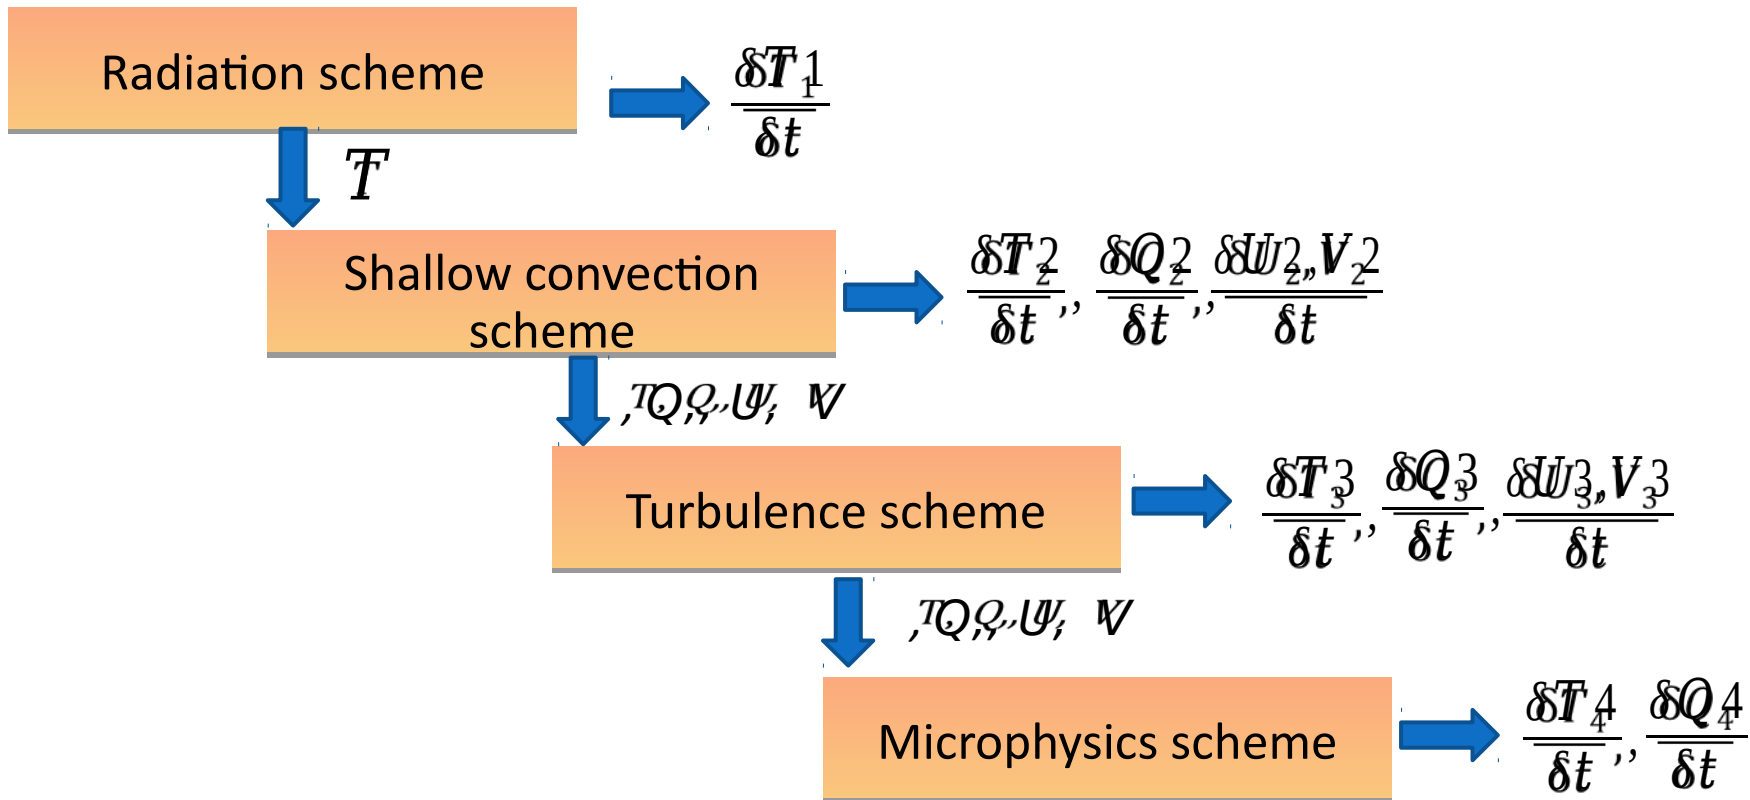 Radiation scheme
δT₁
δt
T
Shallow convection
scheme
δT₂
δt
,
δQ₂
δt
,
δU₂,V₂
δt
T, Q, U, V
Turbulence scheme
δT₃
δt
,
δQ₃
δt
,
δU₃,V₃
δt
T, Q, U, V
Microphysics scheme
δT₄
δt
,
δQ₄
δt